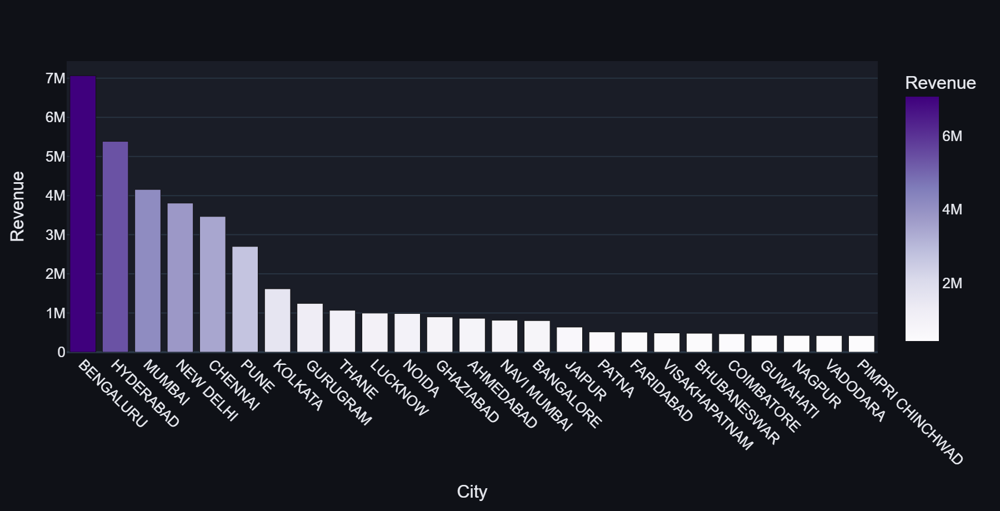 7M
6M
5M
4M
3M
2M
1M
0
Revenue
BENGALURU
HYDERABAD
MUMBAI
NEW DELHI
CHENNAI
PUNE
KOLKATA
GURUGRAM
THANE
LUCKNOW
NOIDA
GHAZIABAD
AHMEDABAD
NAVI MUMBAI
BANGALORE
JAIPUR
PATNA
FARIDABAD
VISAKHAPATNAM
BHUBANESWAR
COIMBATORE
GUWAHATI
NAGPUR
VADODARA
PIMPRI CHINCHWAD
City
Revenue
6M
4M
2M